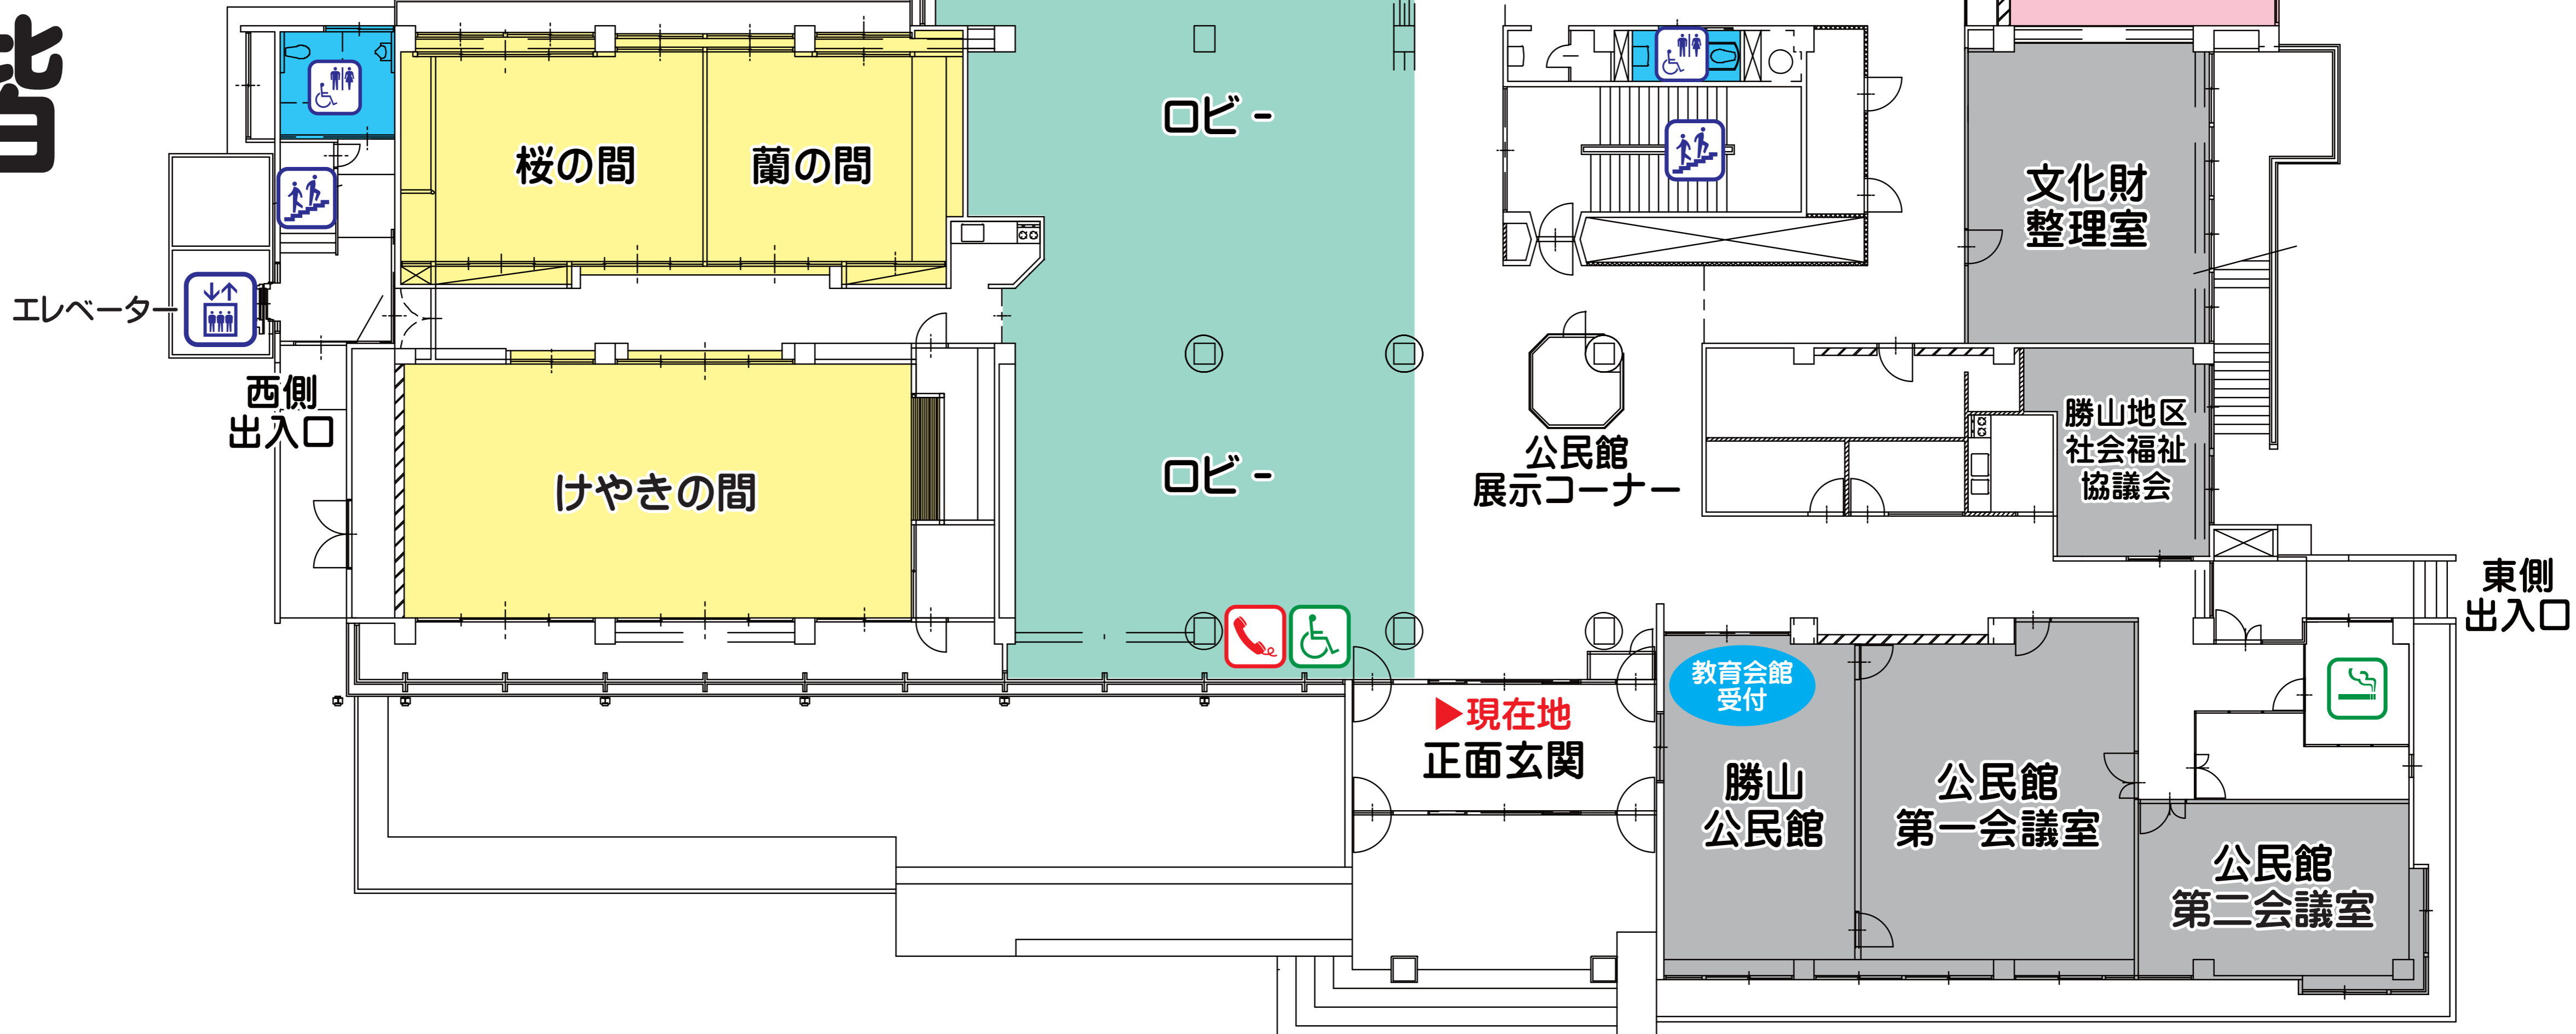 階
桜の間
蘭の間
ロビー
文化財
整理室
エレベーター
西側
出入口
けやきの間
ロビー
公民館
展示コーナー
勝山地区
社会福祉
協議会
東側
出入口
教育会館
受付
▶現在地
正面玄関
勝山
公民館
公民館
第一会議室
公民館
第二会議室